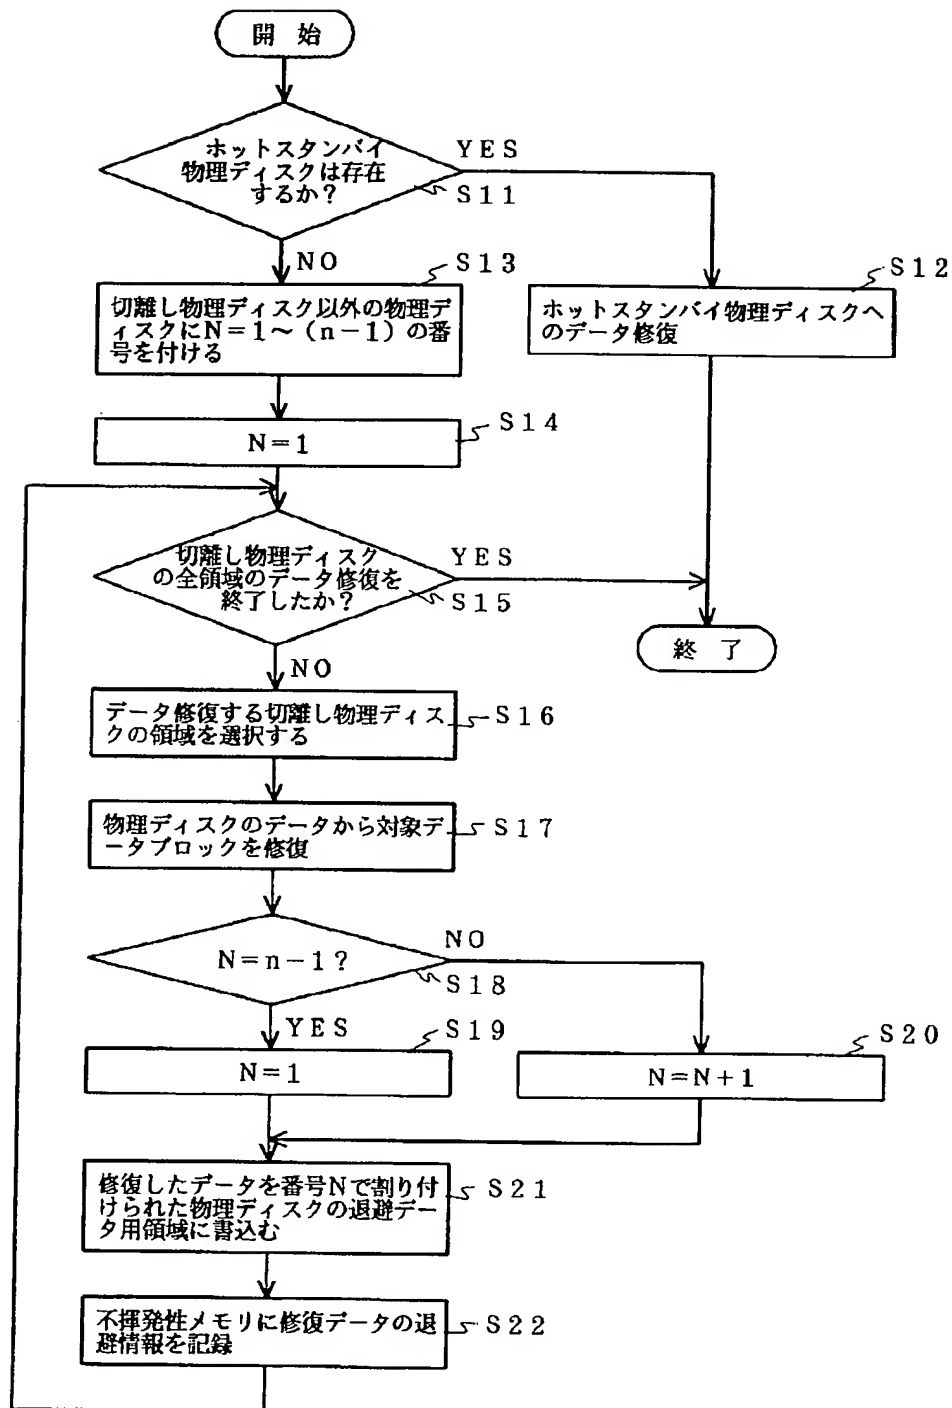 開 始
ホットスタンバイ
物理ディスクは存在
するか?
YES
S11
NO
S13
切離し物理ディスク以外の物理デ
ィスクにN=1~(n-1)の番
号を付ける
S12
ホットスタンバイ物理ディスクへ
のデータ修復
S14
N=1
切離し物理ディスク
の全領域のデータ修復を
終了したか?
YES
S15
終 了
NO
データ修復する切離し物理ディス
クの領域を選択する
S16
物理ディスクのデータから対象デ
ータブロックを修復
S17
N=n-1?
NO
S18
YES
S19
N=1
S20
N=N+1
修復したデータを番号Nで割り付
けられた物理ディスクの退避デー
タ用領域に書込む
S21
不揮発性メモリに修復データの退
避情報を記録
S22